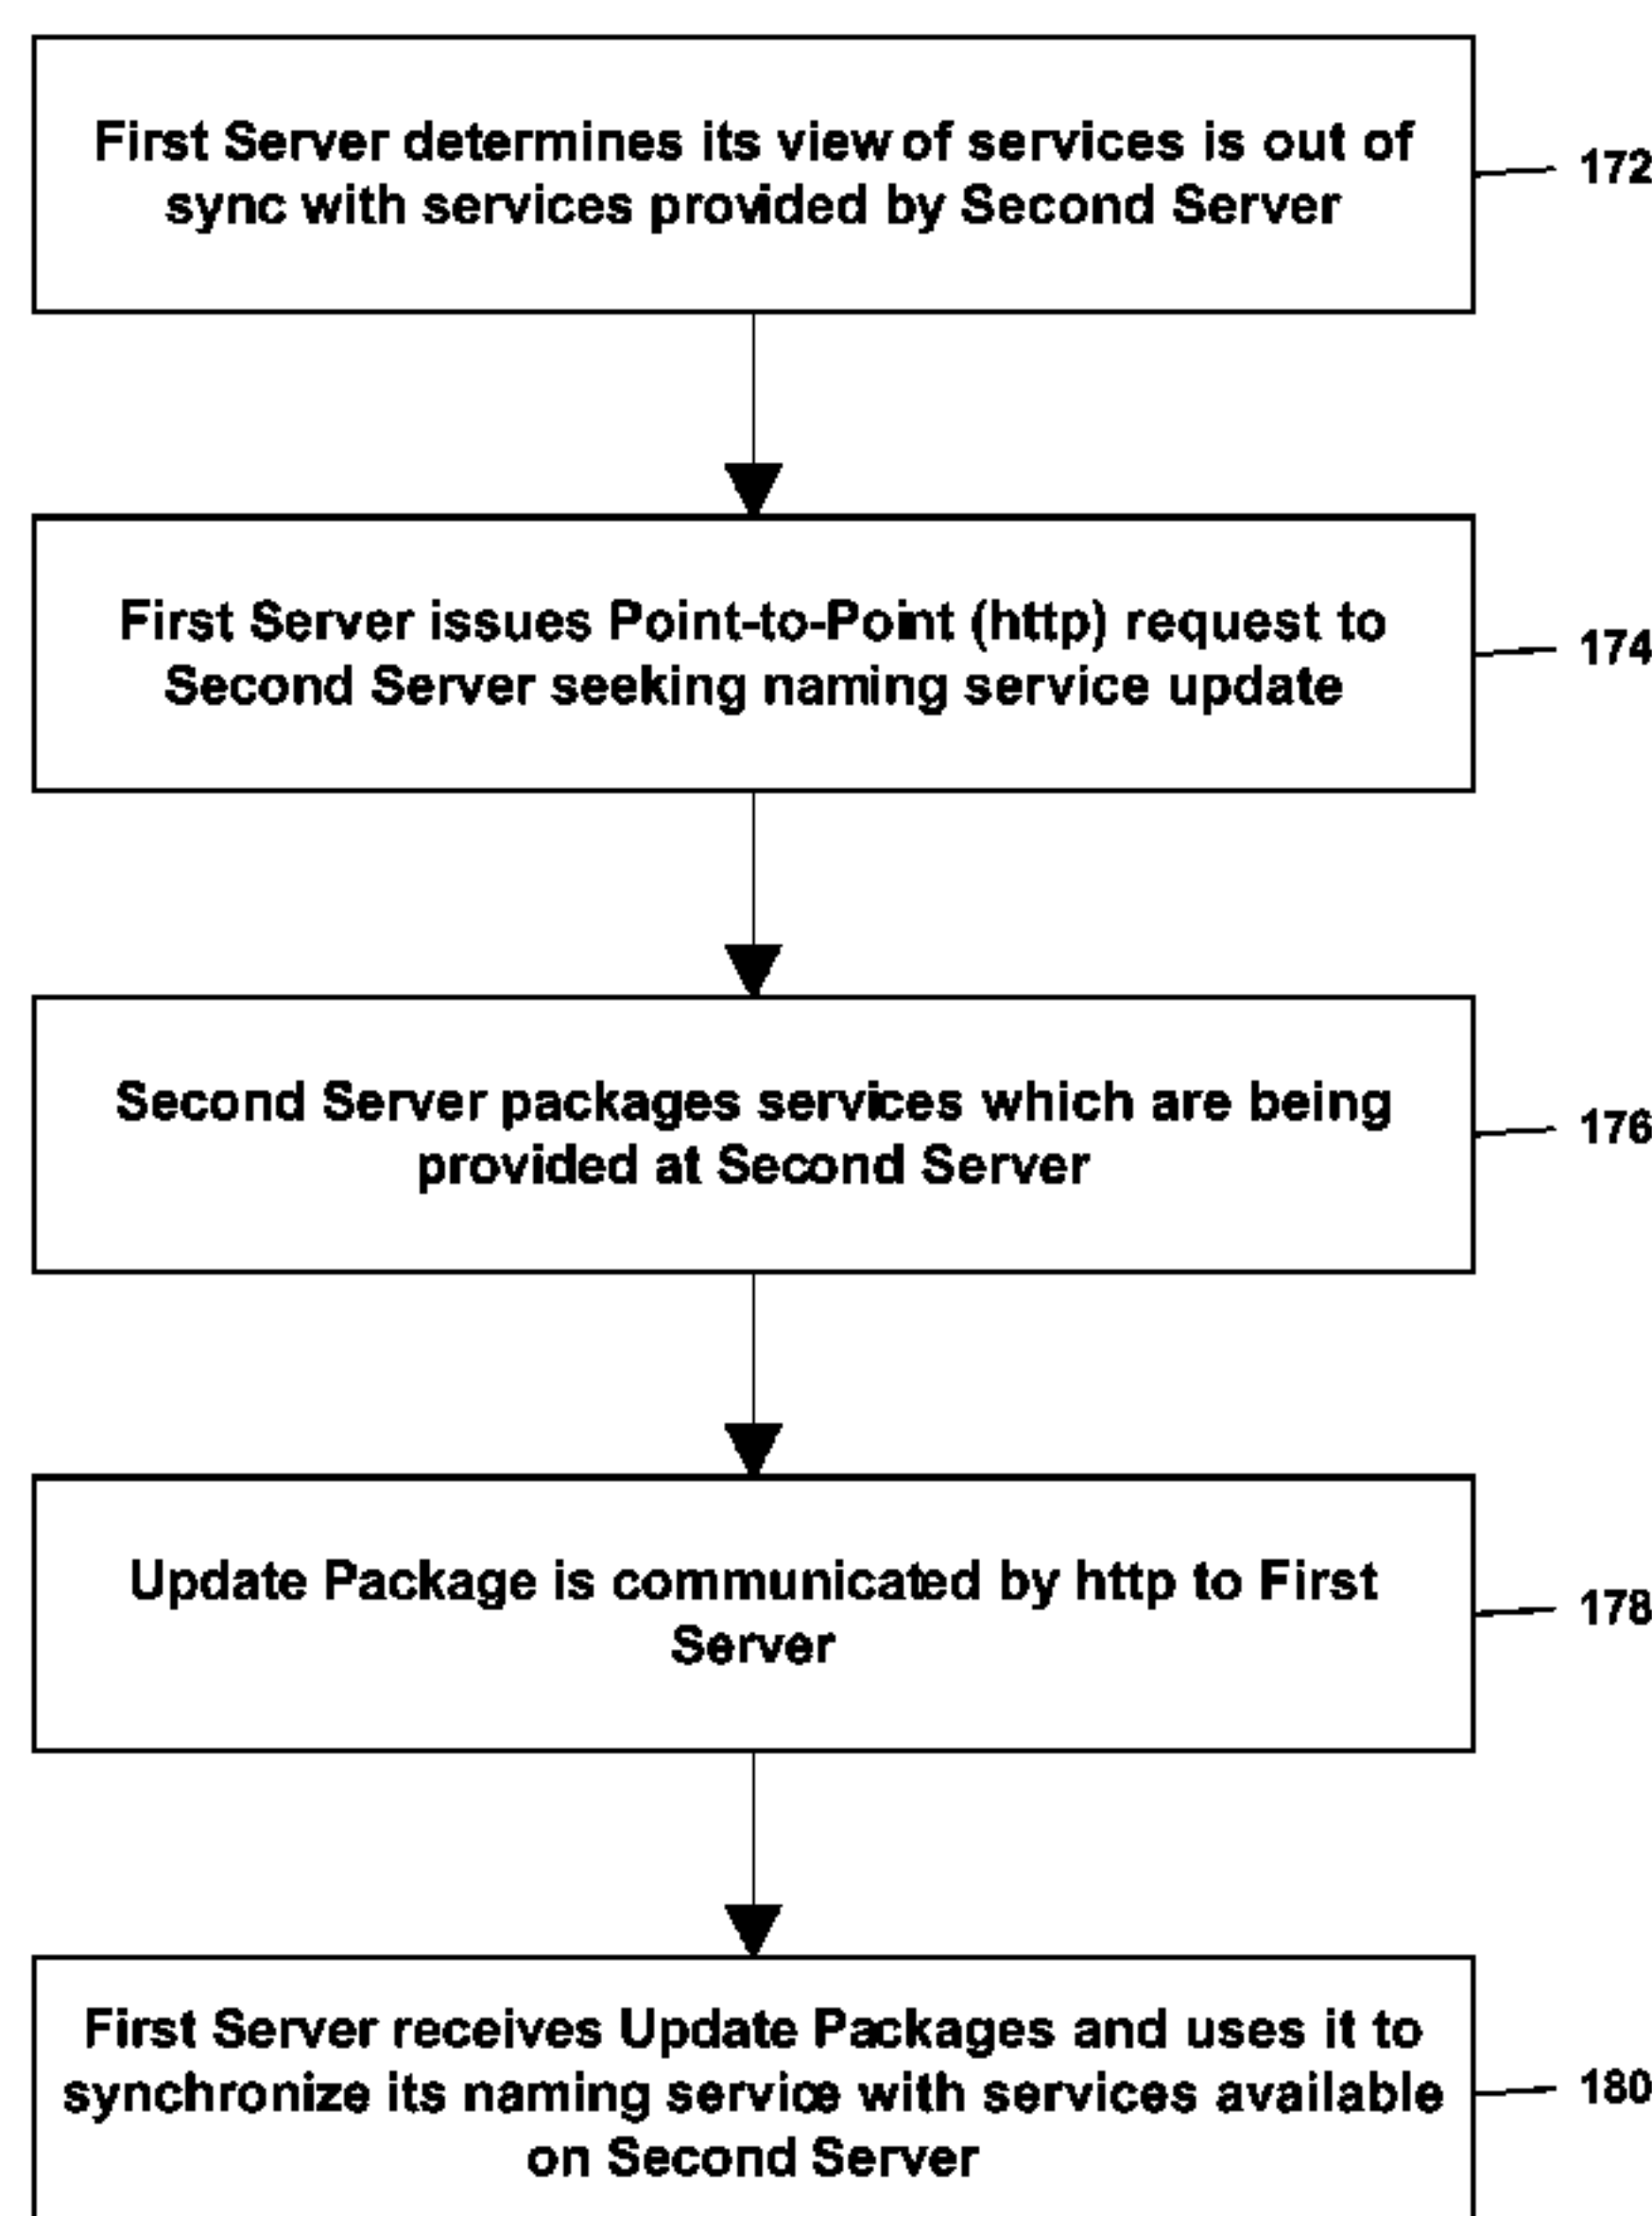 First Server determines its view of services is out of
sync with services provided by Second Server
172
First Server issues Point-to-Point (http) request to
Second Server seeking naming service update
174
Second Server packages services which are being
provided at Second Server
176
Update Package is communicated by http to First
Server
178
First Server receives Update Packages and uses it to
synchronize its naming service with services available
on Second Server
180